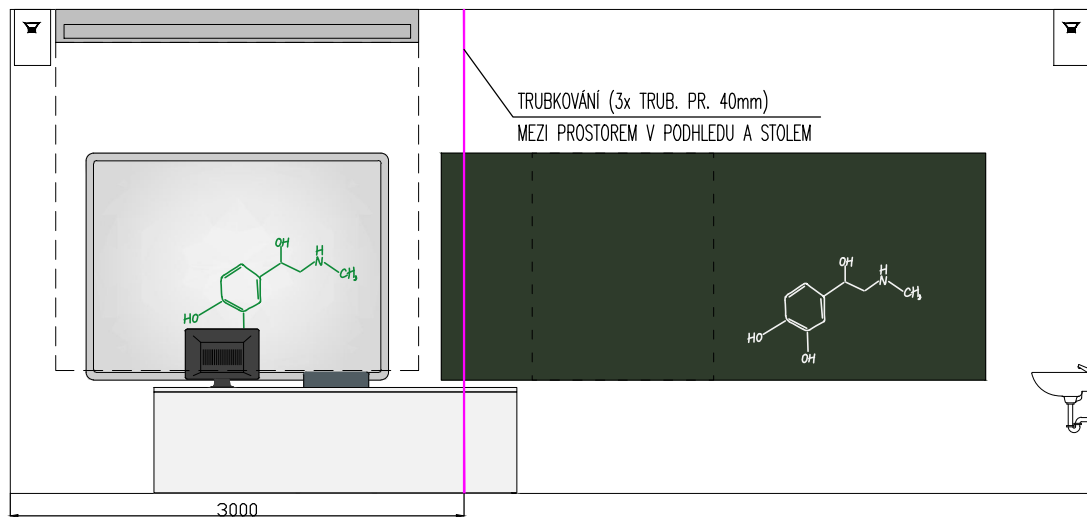 TRUBKOVÁNÍ (3x TRUB. PR. 40mm)
MEZI PROSTOREM V PODHLEDU A STOLEM
OH
H
N
CH3
HO
OH
H
N
CH3
HO
OH
3000